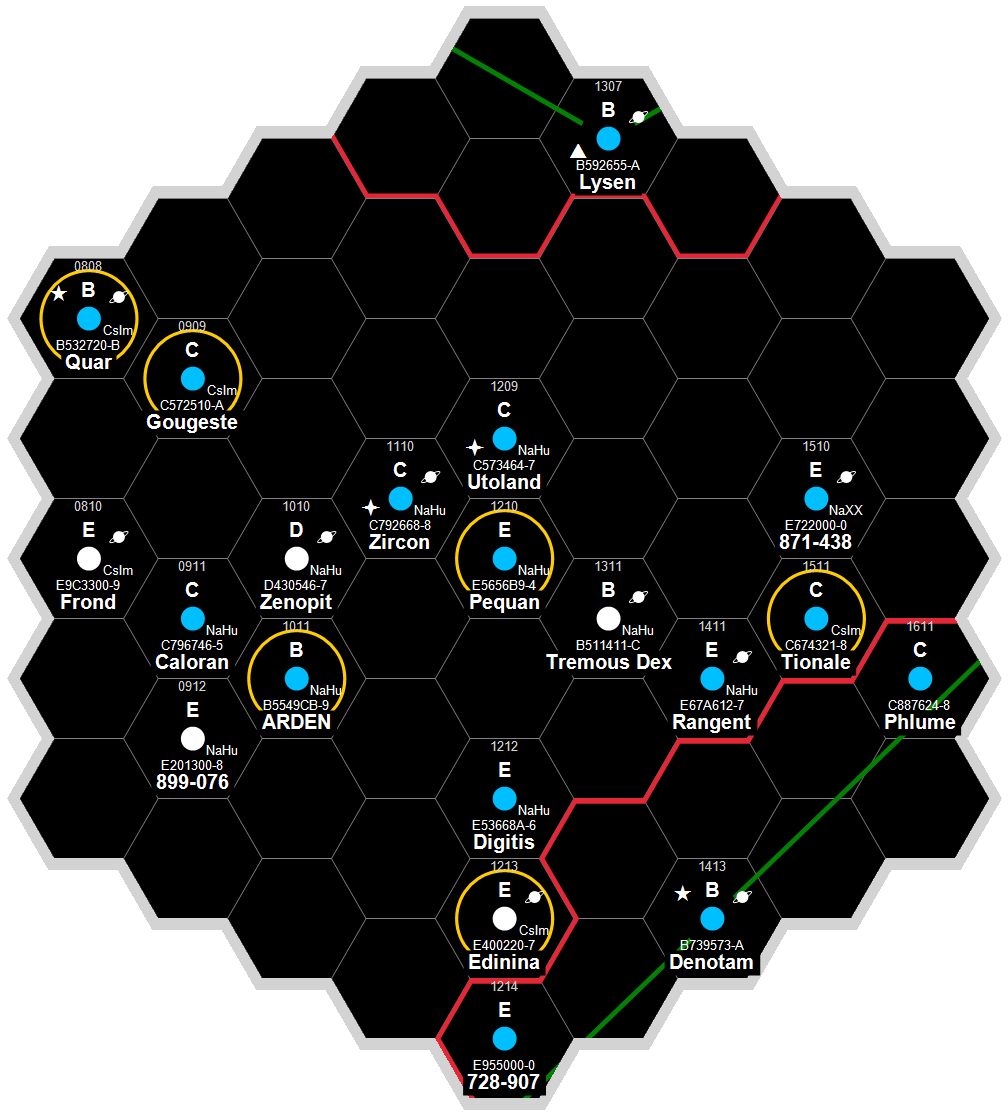 1307
B
B592655-A
Lysen
0808
B
CsIm
B532720-B
Quar
0909
C
CsIm
C572510-A
Gougeste
1209
C
NaHu
C573464-7
Utoland
1110
C
NaHu
C792668-8
Zircon
1510
E
NaXX
E722000-0
871-438
0810
E
CsIm
E9C3300-9
Frond
1010
D
NaHu
D430546-7
Zenopit
1210
E
NaHu
E5656B9-4
Pequan
0911
C
NaHu
C796746-5
Caloran
1311
B
NaHu
B511411-C
Tremous Dex
1511
C
CsIm
C674321-8
Tionale
1011
B
NaHu
B5549CB-9
ARDEN
1411
E
NaHu
E67A612-7
Rangent
1611
C
C887624-8
Phlume
0912
E
NaHu
E201300-8
899-076
1212
E
NaHu
E53668A-6
Digitis
1213
E
CsIm
E400220-7
Edinina
1413
B
B739573-A
Denotam
1214
E
E955000-0
728-907